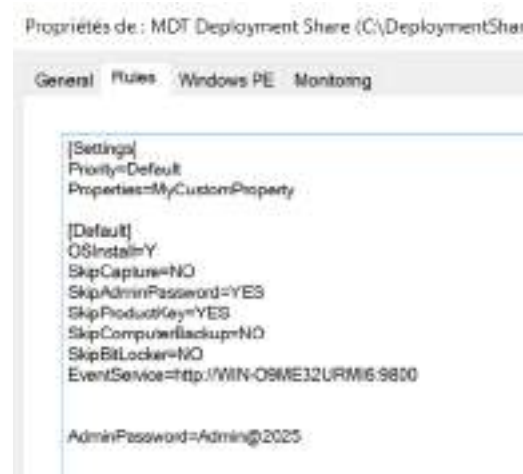 Propriétés de : MDT Deployment Share (C:\DeploymentShar
General Rules Windows PE Monitoring
[Settings]
Priority=Default
Properties=MyCustomProperty
[Default]
OSInstall=Y
SkipCapture=NO
SkipAdminPassword=YES
SkipProductKey=YES
SkipComputerBackup=NO
SkipBitLocker=NO
EventService=http://WIN-O9ME32URMI6:9800
AdminPassword=Admin@2025